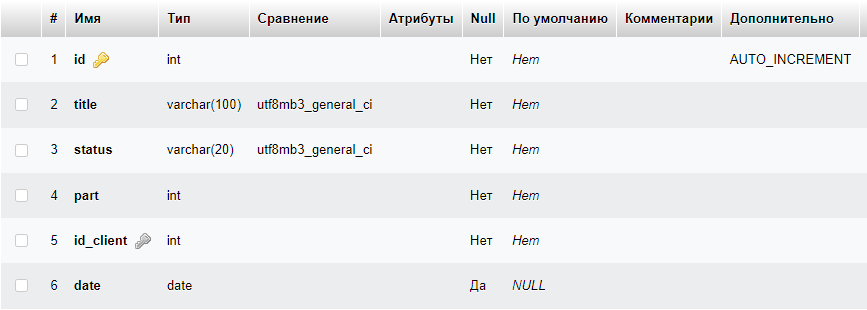 # Имя Тип Сравнение Атрибуты Null По умолчанию Комментарии Дополнительно
1 id int Нет Нет AUTO_INCREMENT
2 title varchar(100) utf8mb3_general_ci Нет Нет
3 status varchar(20) utf8mb3_general_ci Нет Нет
4 part int Нет Нет
5 id_client int Нет Нет
6 date date Да NULL